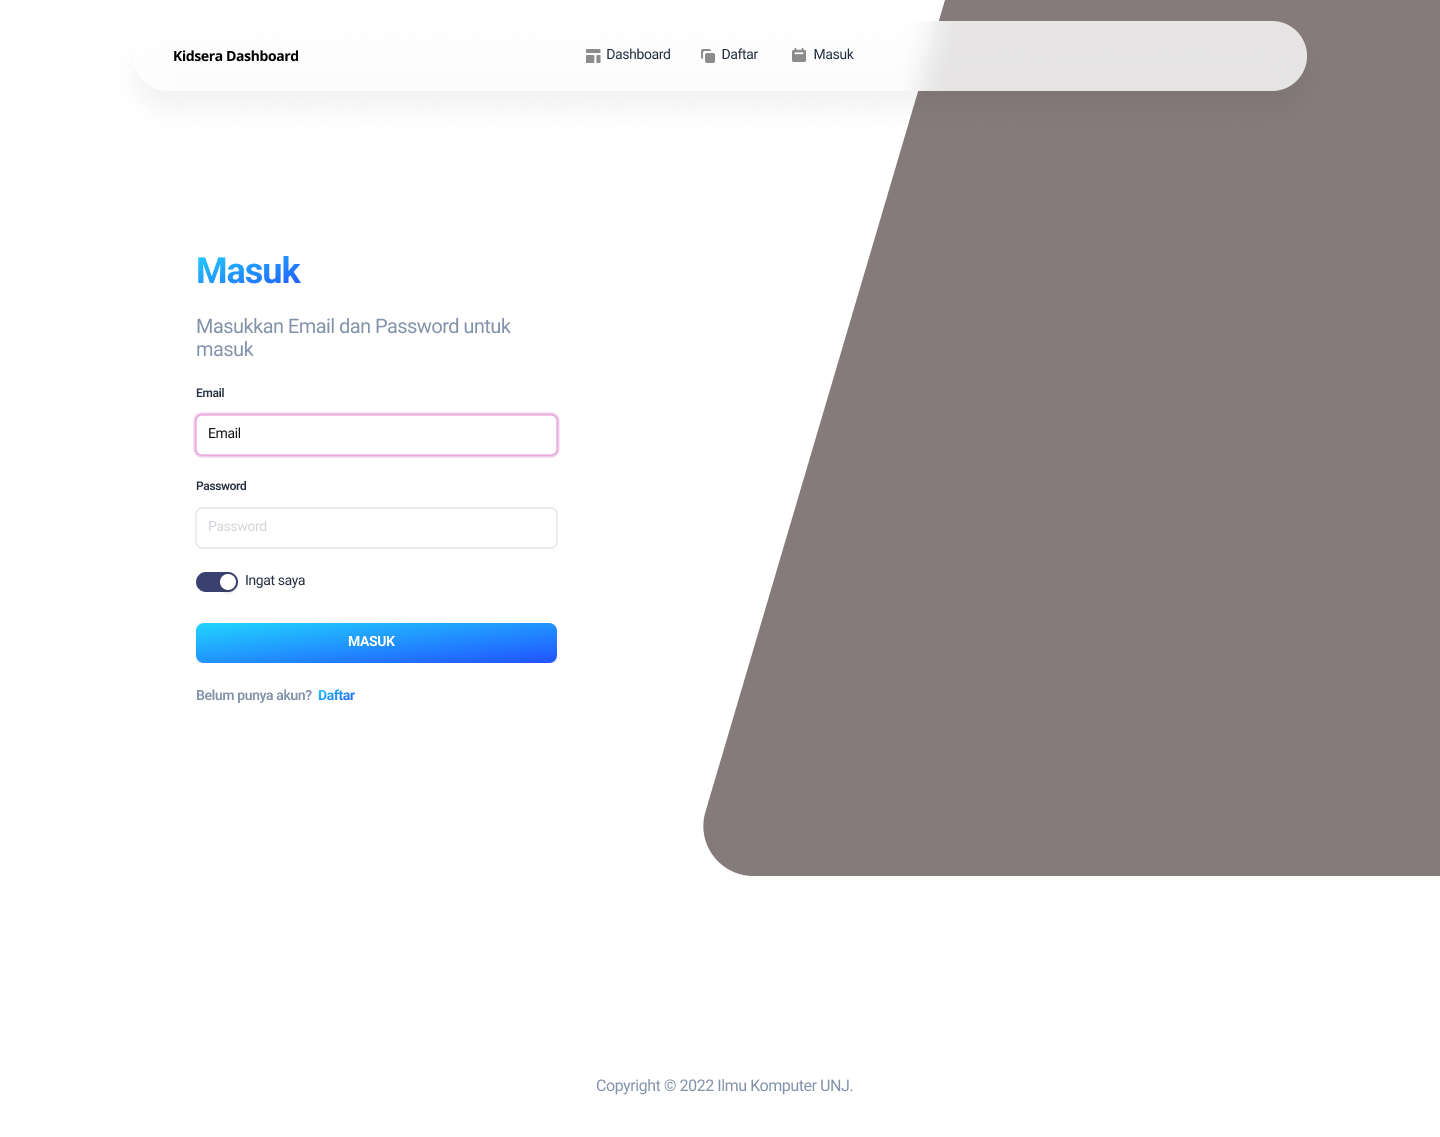 Kidsera Dashboard
Dashboard
Daftar
Masuk
Masuk
Masukkan Email dan Password untuk
masuk
Email
Email
Password
Password
Ingat saya
MASUK
Belum punya akun? Daftar
Copyright © 2022 Ilmu Komputer UNJ.